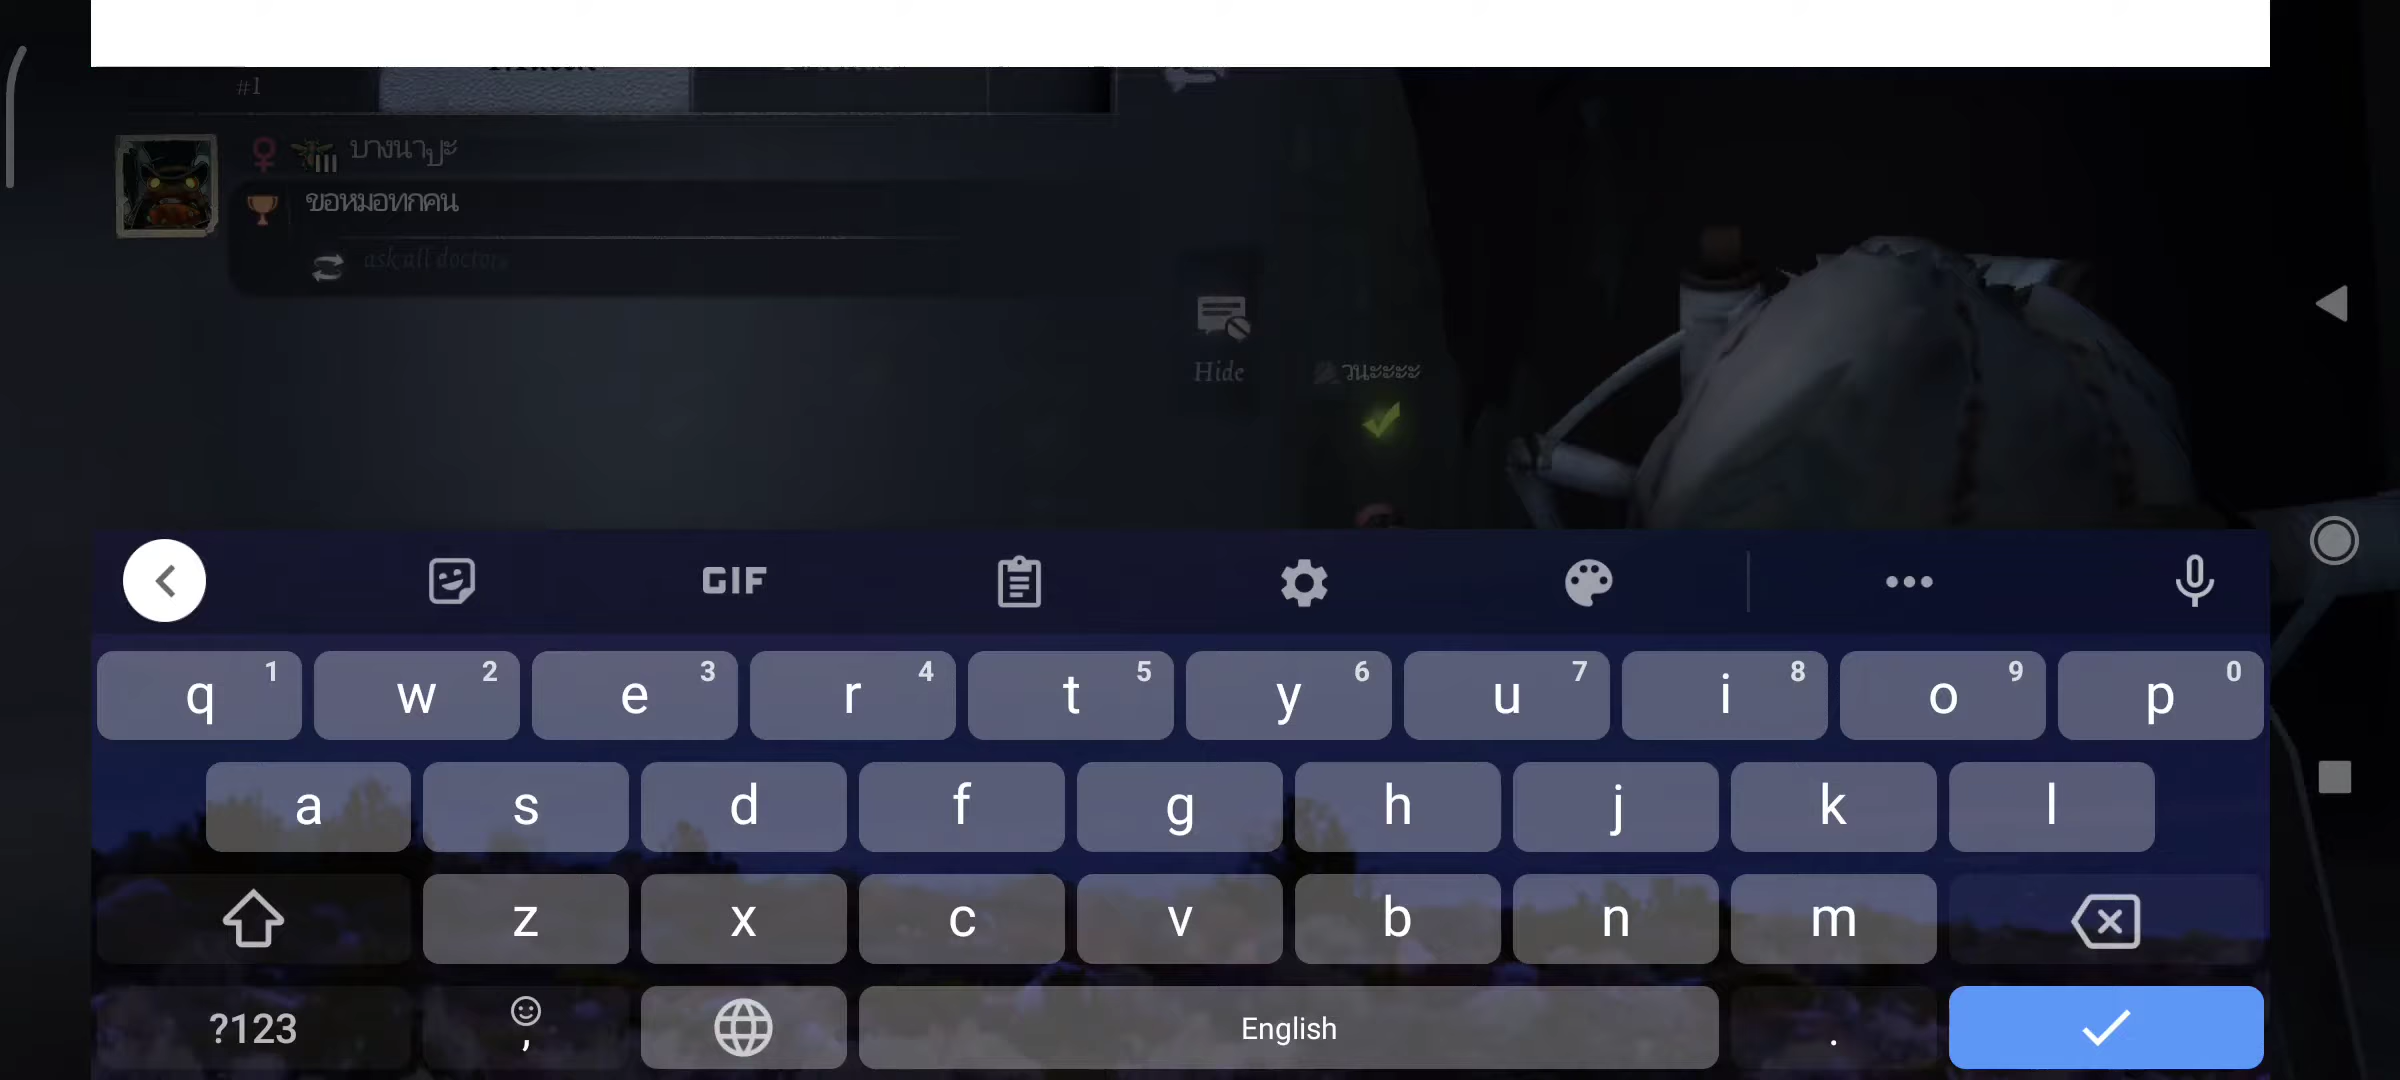 #1
บางนาปะ
ขอหมอทกคน
ask all doctors
Hide
วนะะะะ
GIF
q 1 w 2 e 3 r 4 t 5 y 6 u 7 i 8 o 9 p 0
a s d f g h j k l
z x c v b n m
?123 , English .